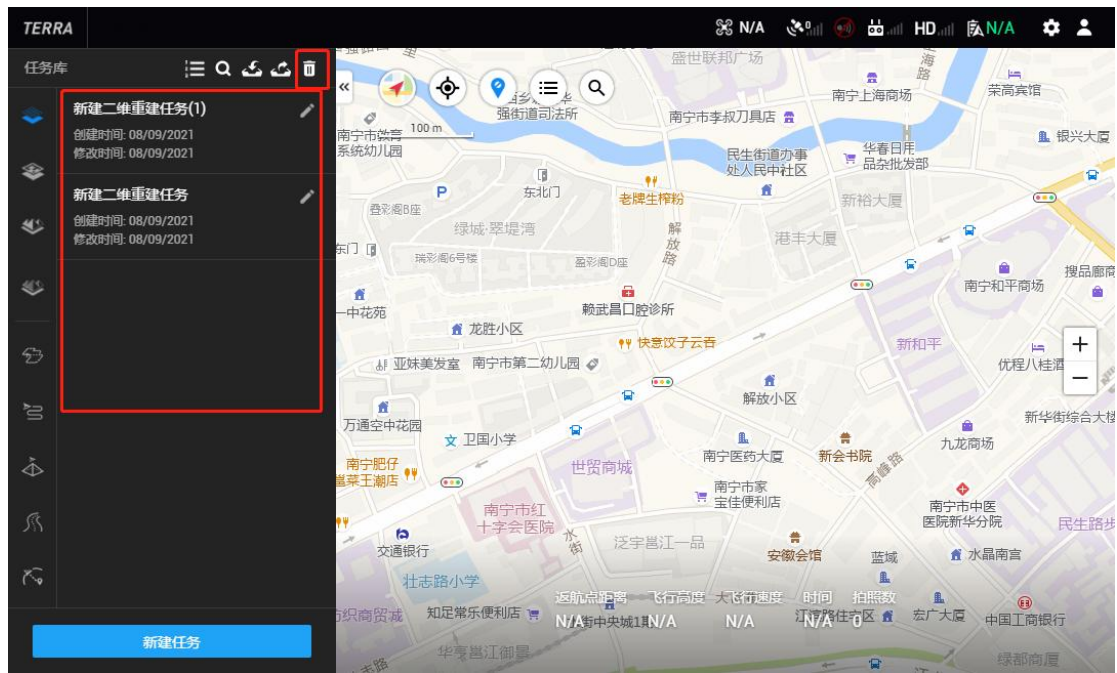 TERRA
N/A
HD
N/A
任务库
新建二维重建任务(1)
创建时间: 08/09/2021
修改时间: 08/09/2021
新建二维重建任务
创建时间: 08/09/2021
修改时间: 08/09/2021
新建任务
100 m
盛世联邦广场
南宁上海商场
荣高宾馆
强街道司法所
南宁市李叔刀具店
南宁市教育
系统幼儿园
银兴大厦
华春日用
品杂批发部
民生街道办事
处人民中社区
P
东北门
老牌生榨粉
新裕大厦
叠彩阁B座
绿城·翠堤湾
解
放
路
港丰大厦
东门
瑞彩阁6号楼
盈彩阁D座
搜品廊商
南宁和平商场
一中花苑
赖武昌口腔诊所
龙胜小区
快意饺子云吞
新和平
+
亚妹美发室
南宁市第二幼儿园
优程八桂酒
−
解放小区
万通空中花园
新华街综合大楼
文
卫国小学
九龙商场
南宁医药大厦
新会书院
高峰路
南宁肥仔
世贸商城
南宁市家
宝佳便利店
南宁市中医
医院新华分院
南宁市红
十字会医院
水
街
民生路步
泛宇邕江一品
交通银行
安徽会馆
蓝域
水晶南宫
壮志路小学
返航点距离
飞行高度
飞行速度
时间
拍照数
知足常乐便利店
N/A
N/A
N/A
N/A
0
宏广大厦
中国工商银行
华亨邕江御景
绿都商厦